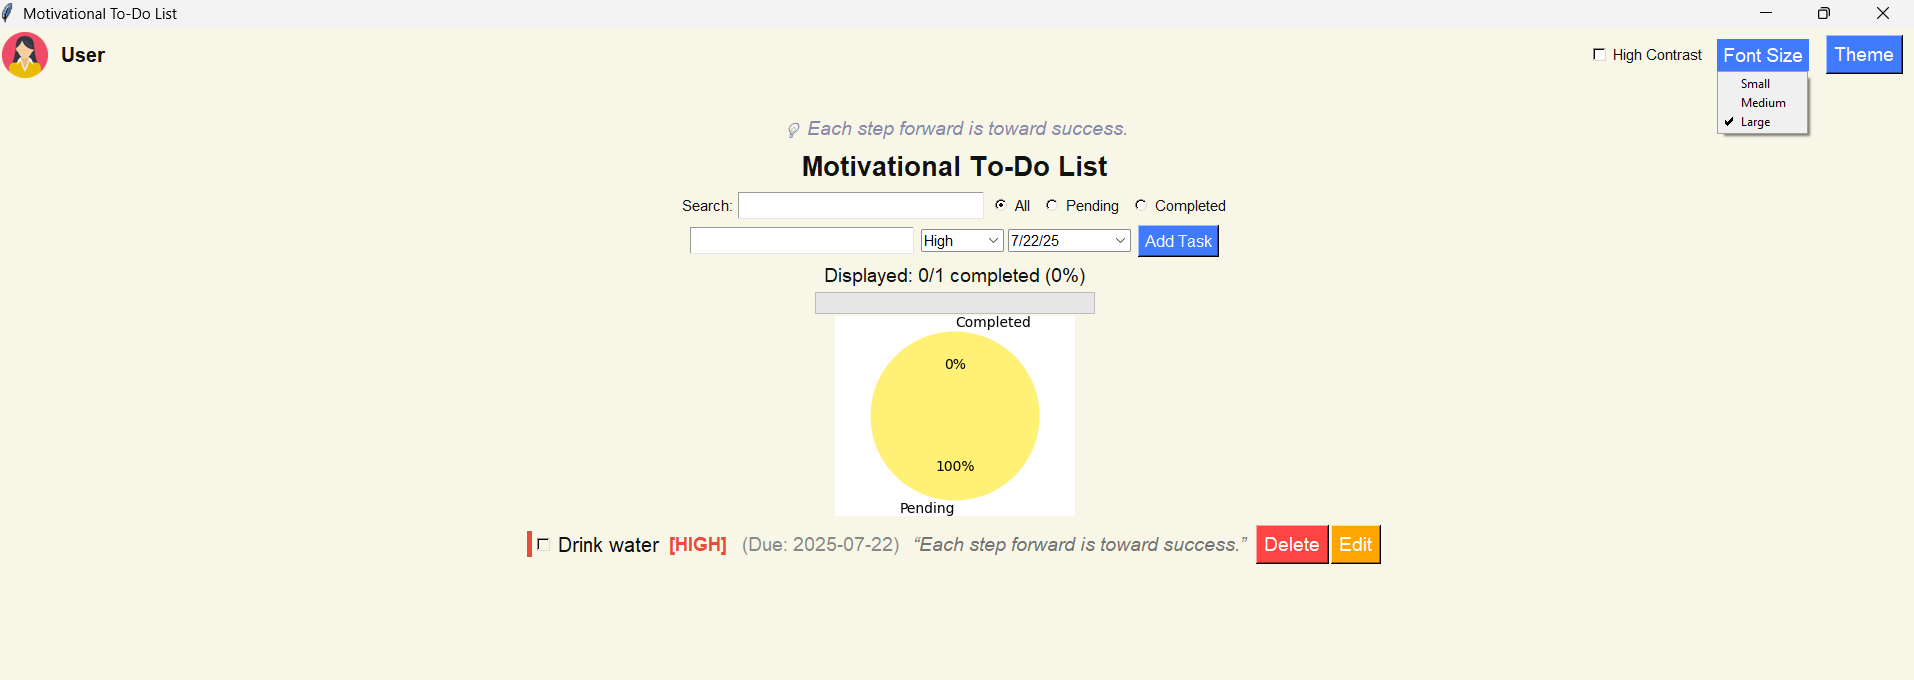 Motivational To-Do List
User
High Contrast
Font Size
Theme
Small
Medium
Large
Each step forward is toward success.
Motivational To-Do List
Search: All Pending Completed
High 7/22/25 Add Task
Displayed: 0/1 completed (0%)
Completed
0%
100%
Pending
Drink water [HIGH] (Due: 2025-07-22) “Each step forward is toward success.” Delete Edit